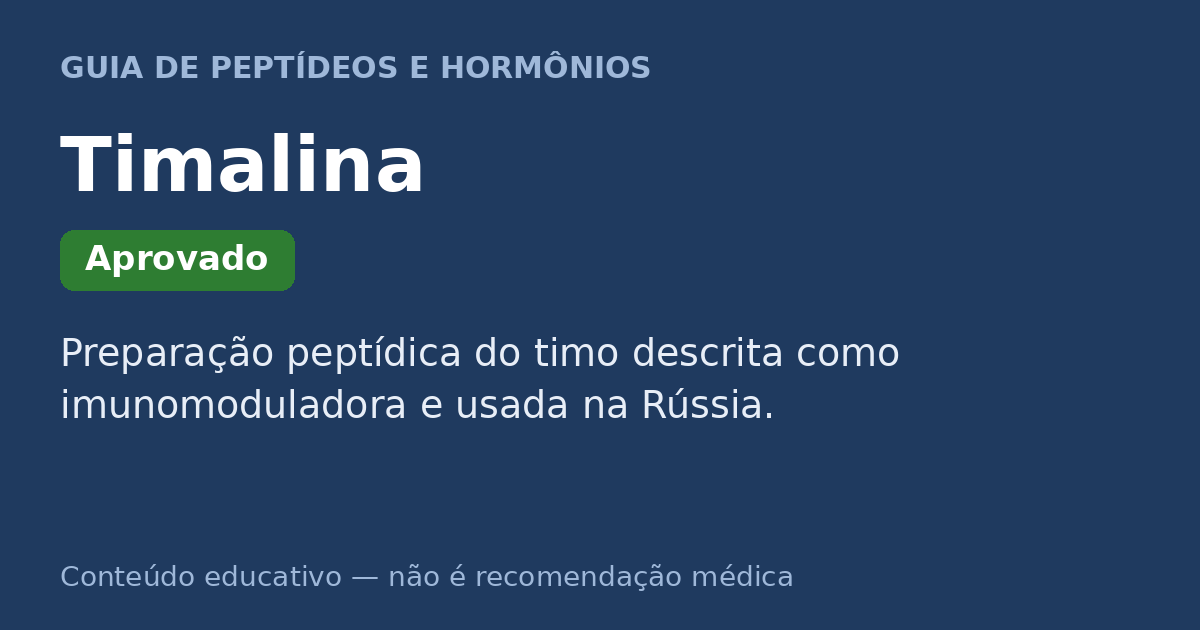 GUIA DE PEPTÍDEOS E HORMÔNIOS
Timalina
Aprovado
Preparação peptídica do timo descrita como
imunomoduladora e usada na Rússia.
Conteúdo educativo — não é recomendação médica